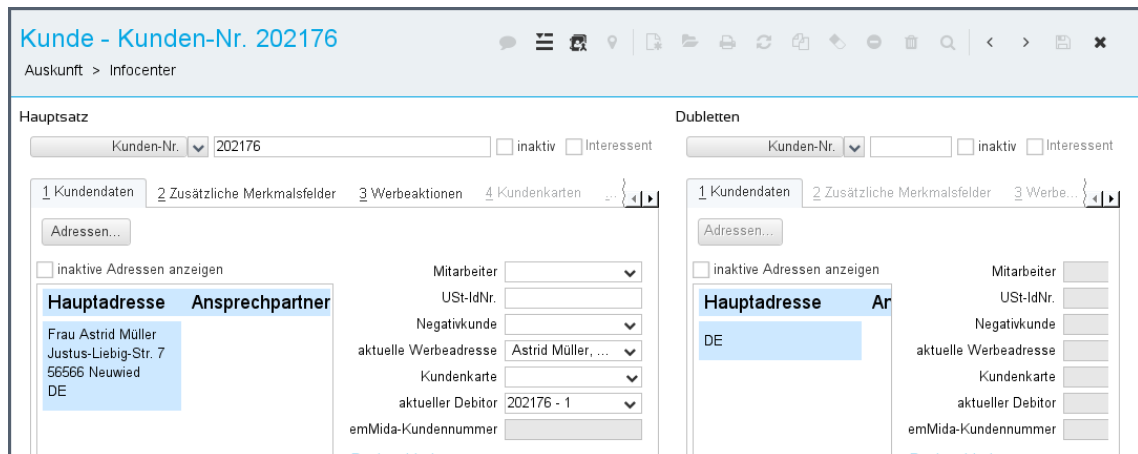 Kunde - Kunden-Nr. 202176
Auskunft > Infocenter
Hauptsatz
Kunden-Nr. 202176 inaktiv Interessent
1 Kundendaten 2 Zusätzliche Merkmalsfelder 3 Werbeaktionen 4 Kundenkarten ...
Adressen...
inaktive Adressen anzeigen
Hauptadresse Ansprechpartner
Frau Astrid Müller
Justus-Liebig-Str. 7
56566 Neuwied
DE
Mitarbeiter
USt-IdNr.
Negativkunde
aktuelle Werbeadresse Astrid Müller, ...
Kundenkarte
aktueller Debitor 202176 - 1
emMida-Kundennummer
Dubletten
Kunden-Nr. inaktiv Interessent
1 Kundendaten 2 Zusätzliche Merkmalsfelder 3 Werbe...
Adressen...
inaktive Adressen anzeigen
Hauptadresse Ar
DE
Mitarbeiter
USt-IdNr.
Negativkunde
aktuelle Werbeadresse
Kundenkarte
aktueller Debitor
emMida-Kundennummer